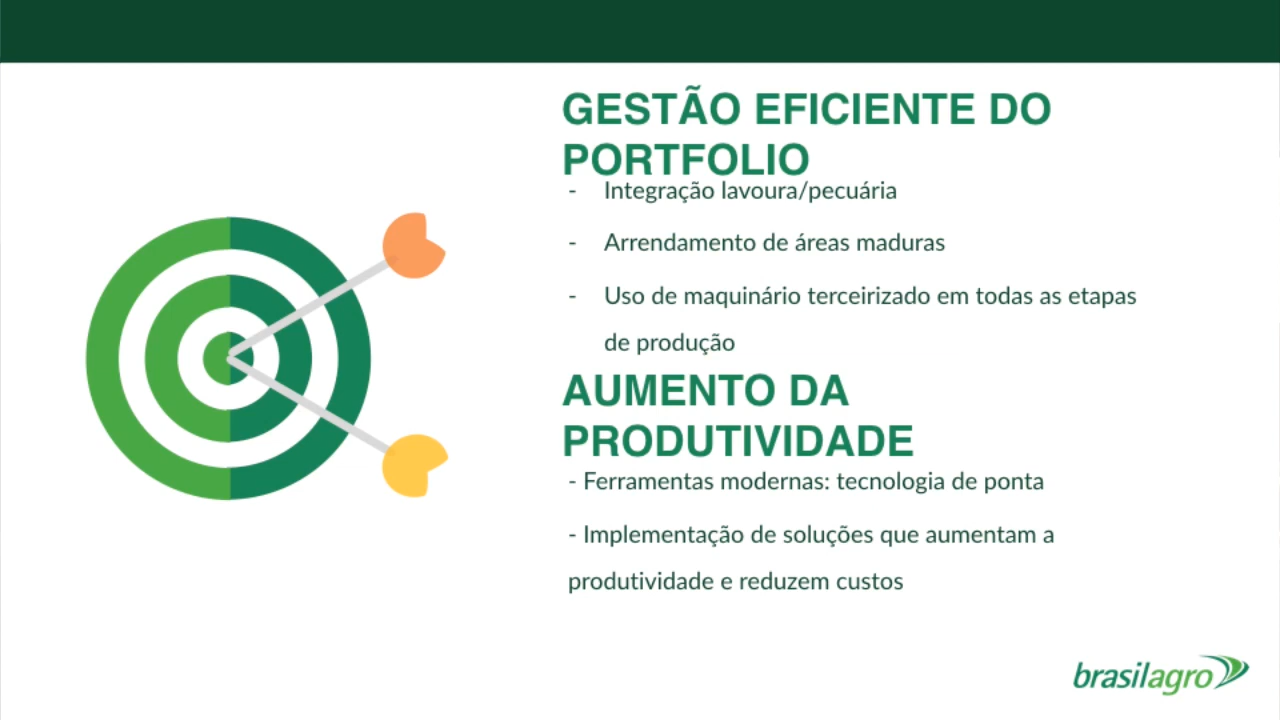 GESTÃO EFICIENTE DO
PORTFOLIO
- Integração lavoura/pecuária
- Arrendamento de áreas maduras
- Uso de maquinário terceirizado em todas as etapas
de produção
AUMENTO DA
PRODUTIVIDADE
- Ferramentas modernas: tecnologia de ponta
- Implementação de soluções que aumentam a
produtividade e reduzem custos
brasilagro